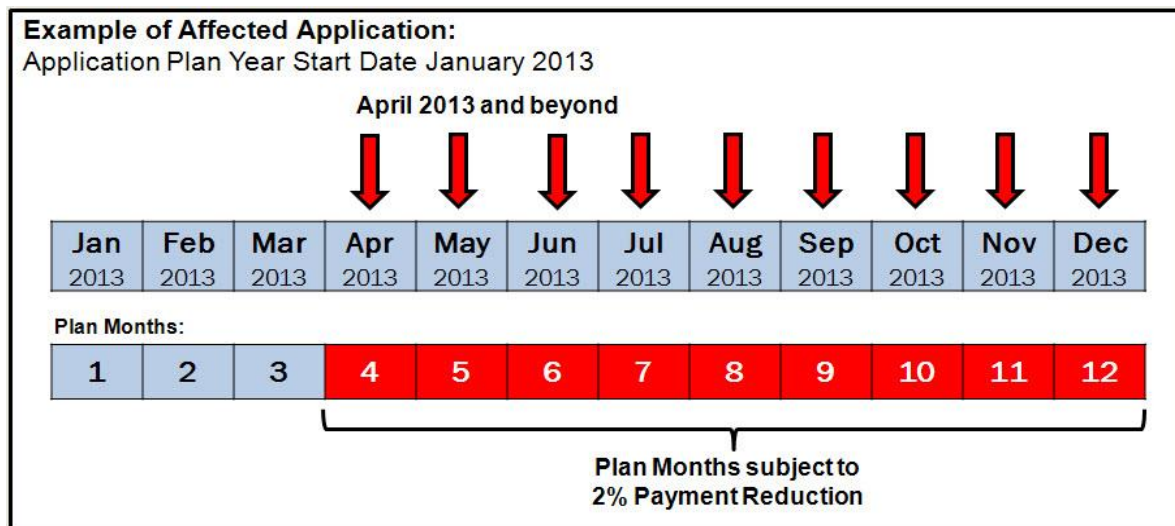 Example of Affected Application:
Application Plan Year Start Date January 2013
April 2013 and beyond
Jan Feb Mar Apr May Jun Jul Aug Sep Oct Nov Dec
2013 2013 2013 2013 2013 2013 2013 2013 2013 2013 2013 2013
Plan Months:
1 2 3 4 5 6 7 8 9 10 11 12
Plan Months subject to
2% Payment Reduction